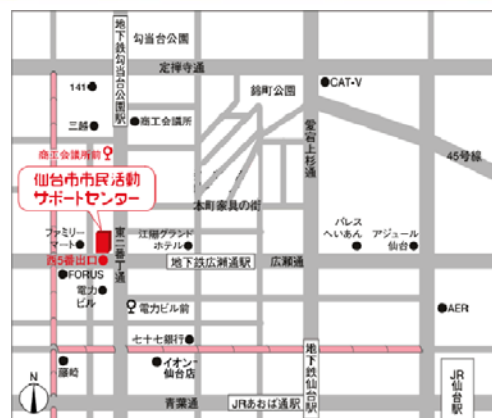 地下鉄勾当台公園駅
勾当台公園
定禅寺通
141
CAT-V
錦町公園
三越
商工会議所
愛宕上杉通
45号線
商工会議所前
仙台市市民活動
サポートセンター
本町家具の街
ファミリー
マート
東二番丁通
江陽グランド
ホテル
パレス
へいあん
アジュール
仙台
西5番出口
地下鉄広瀬通駅
広瀬通
FORUS
電力
ビル
電力ビル前
AER
七十七銀行
藤崎
イオン
仙台店
地下鉄仙台駅
JR
仙台駅
N
青葉通
JRあおば通駅